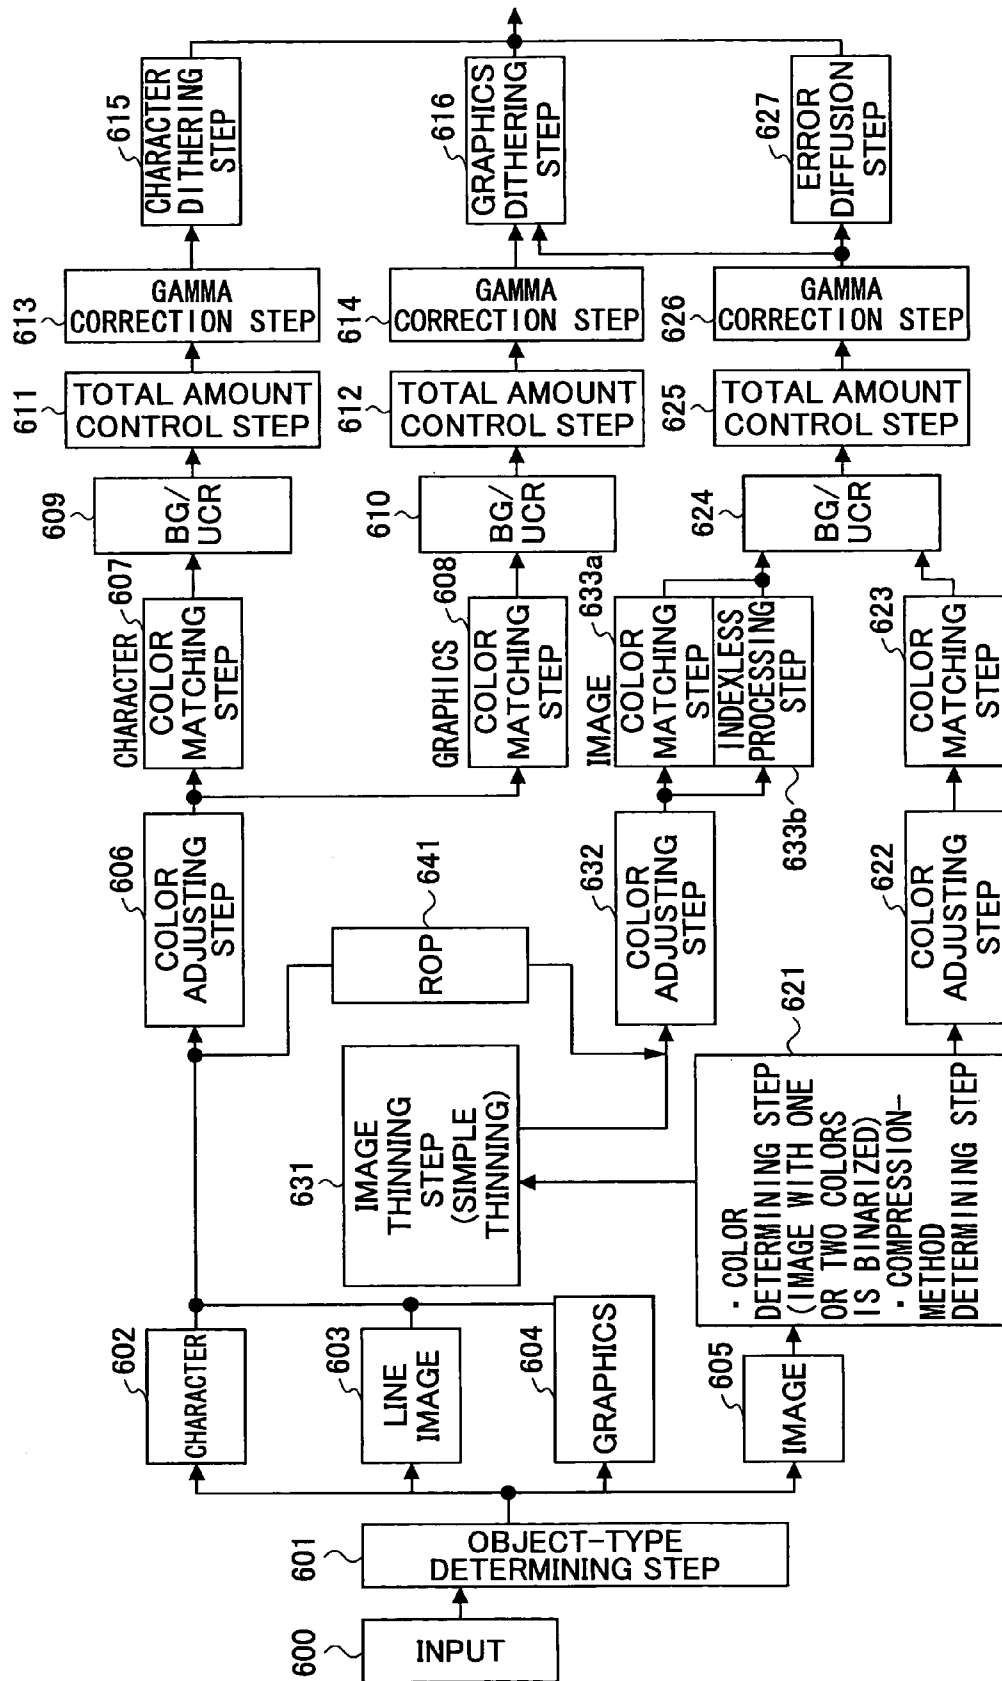 600
INPUT
601
OBJECT-TYPE
DETERMINING STEP
602
CHARACTER
603
LINE
IMAGE
604
GRAPHICS
605
IMAGE
631
IMAGE
THINNING
STEP
(SIMPLE
THINNING)
621
・COLOR
DETERMINING STEP
(IMAGE WITH ONE
OR TWO COLORS
IS BINARIZED)
・COMPRESSION-
METHOD
DETERMINING STEP
641
ROP
606
COLOR
ADJUSTING
STEP
632
COLOR
ADJUSTING
STEP
622
COLOR
ADJUSTING
STEP
CHARACTER
607
COLOR
MATCHING
STEP
GRAPHICS
608
COLOR
MATCHING
STEP
IMAGE
633a
COLOR
MATCHING
STEP
INDEXLESS
PROCESSING
STEP
633b
623
COLOR
MATCHING
STEP
609
BG/
UCR
610
BG/
UCR
624
BG/
UCR
611
TOTAL AMOUNT
CONTROL STEP
612
TOTAL AMOUNT
CONTROL STEP
625
TOTAL AMOUNT
CONTROL STEP
613
GAMMA
CORRECTION STEP
614
GAMMA
CORRECTION STEP
626
GAMMA
CORRECTION STEP
615
CHARACTER
DITHERING
STEP
616
GRAPHICS
DITHERING
STEP
627
ERROR
DIFFUSION
STEP